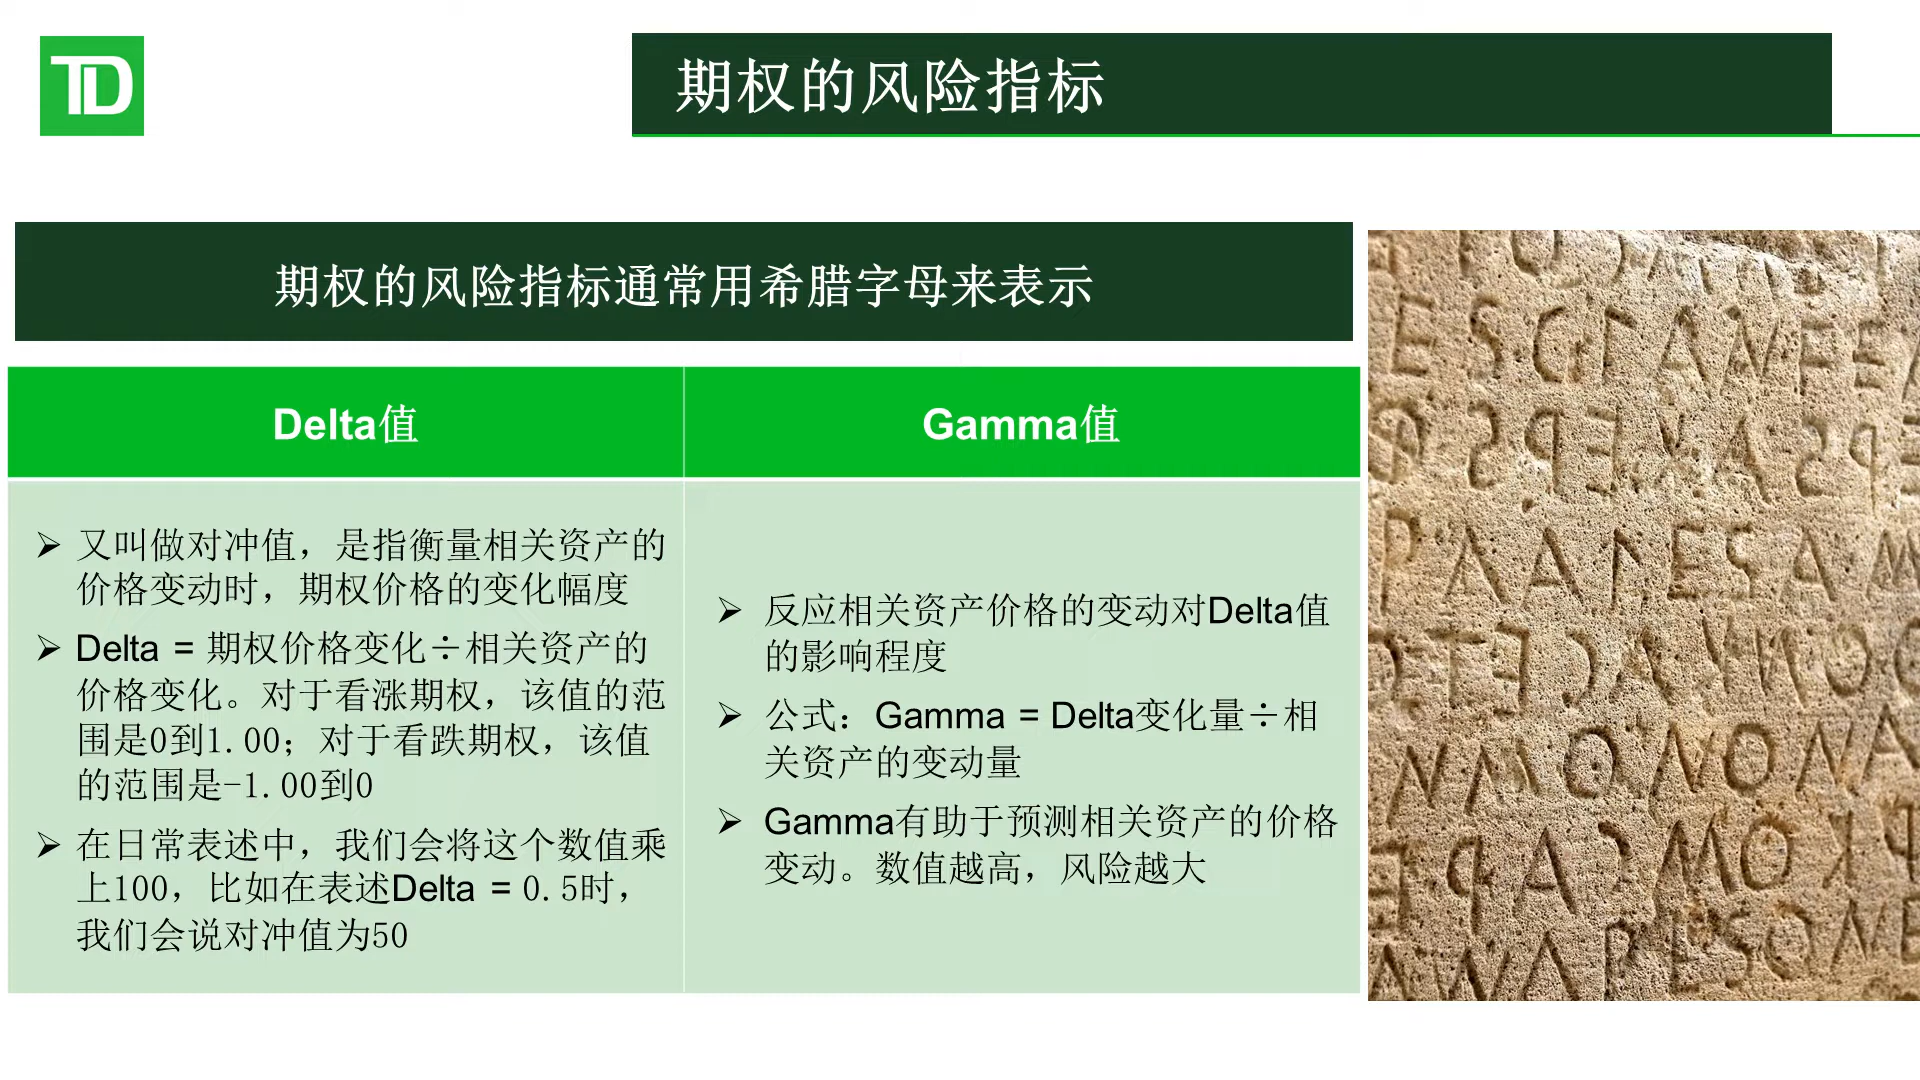 TD
期权的风险指标
期权的风险指标通常用希腊字母来表示
Delta值
Gamma值
又叫做对冲值，是指衡量相关资产的
价格变动时，期权价格的变化幅度
Delta = 期权价格变化÷相关资产的
价格变化。对于看涨期权，该值的范
围是0到1.00；对于看跌期权，该值
的范围是-1.00到0
在日常表述中，我们会将这个数值乘
上100，比如在表述Delta = 0.5时，
我们会说对冲值为50
反应相关资产价格的变动对Delta值
的影响程度
公式：Gamma = Delta变化量÷相
关资产的变动量
Gamma有助于预测相关资产的价格
变动。数值越高，风险越大